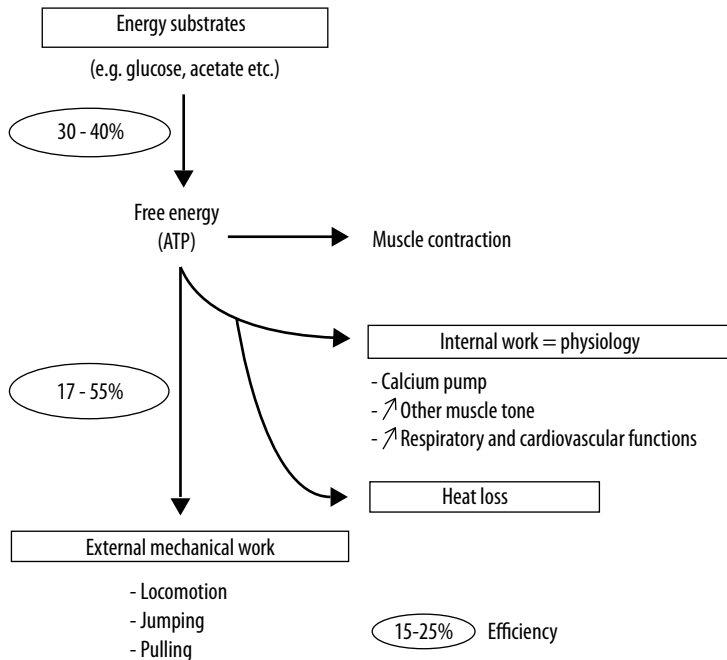 Energy substrates
(e.g. glucose, acetate etc.)
30 - 40%
Free energy
(ATP)
Muscle contraction
Internal work = physiology
- Calcium pump
- ↗ Other muscle tone
- ↗ Respiratory and cardiovascular functions
17 - 55%
Heat loss
External mechanical work
- Locomotion
- Jumping
- Pulling
15-25% Efficiency